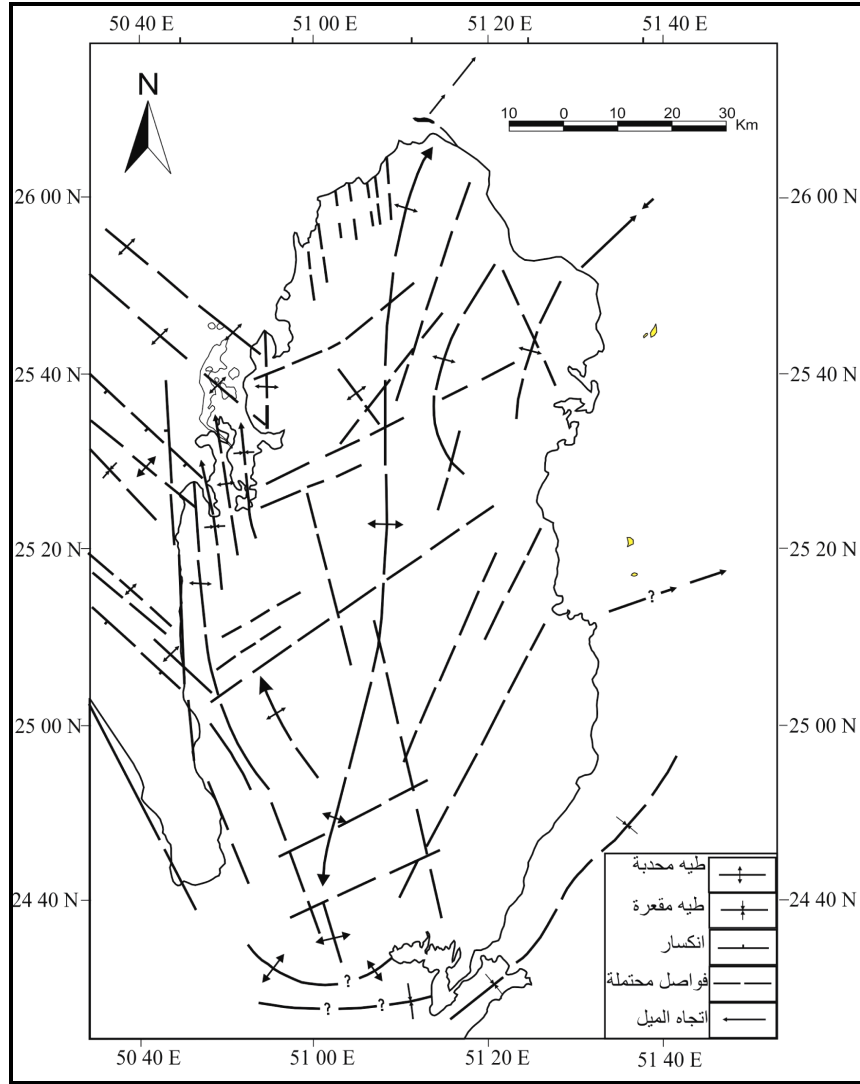 50 40 E 51 00 E 51 20 E 51 40 E
N
10 0 10 20 30 Km
26 00 N 26 00 N
25 40 N 25 40 N
25 20 N 25 20 N
?
25 00 N 25 00 N
24 40 N 24 40 N
طيه محدبة
طيه مقعرة
انكسار
فواصل محتملة
اتجاه الميل
?
? ?
50 40 E 51 00 E 51 20 E 51 40 E